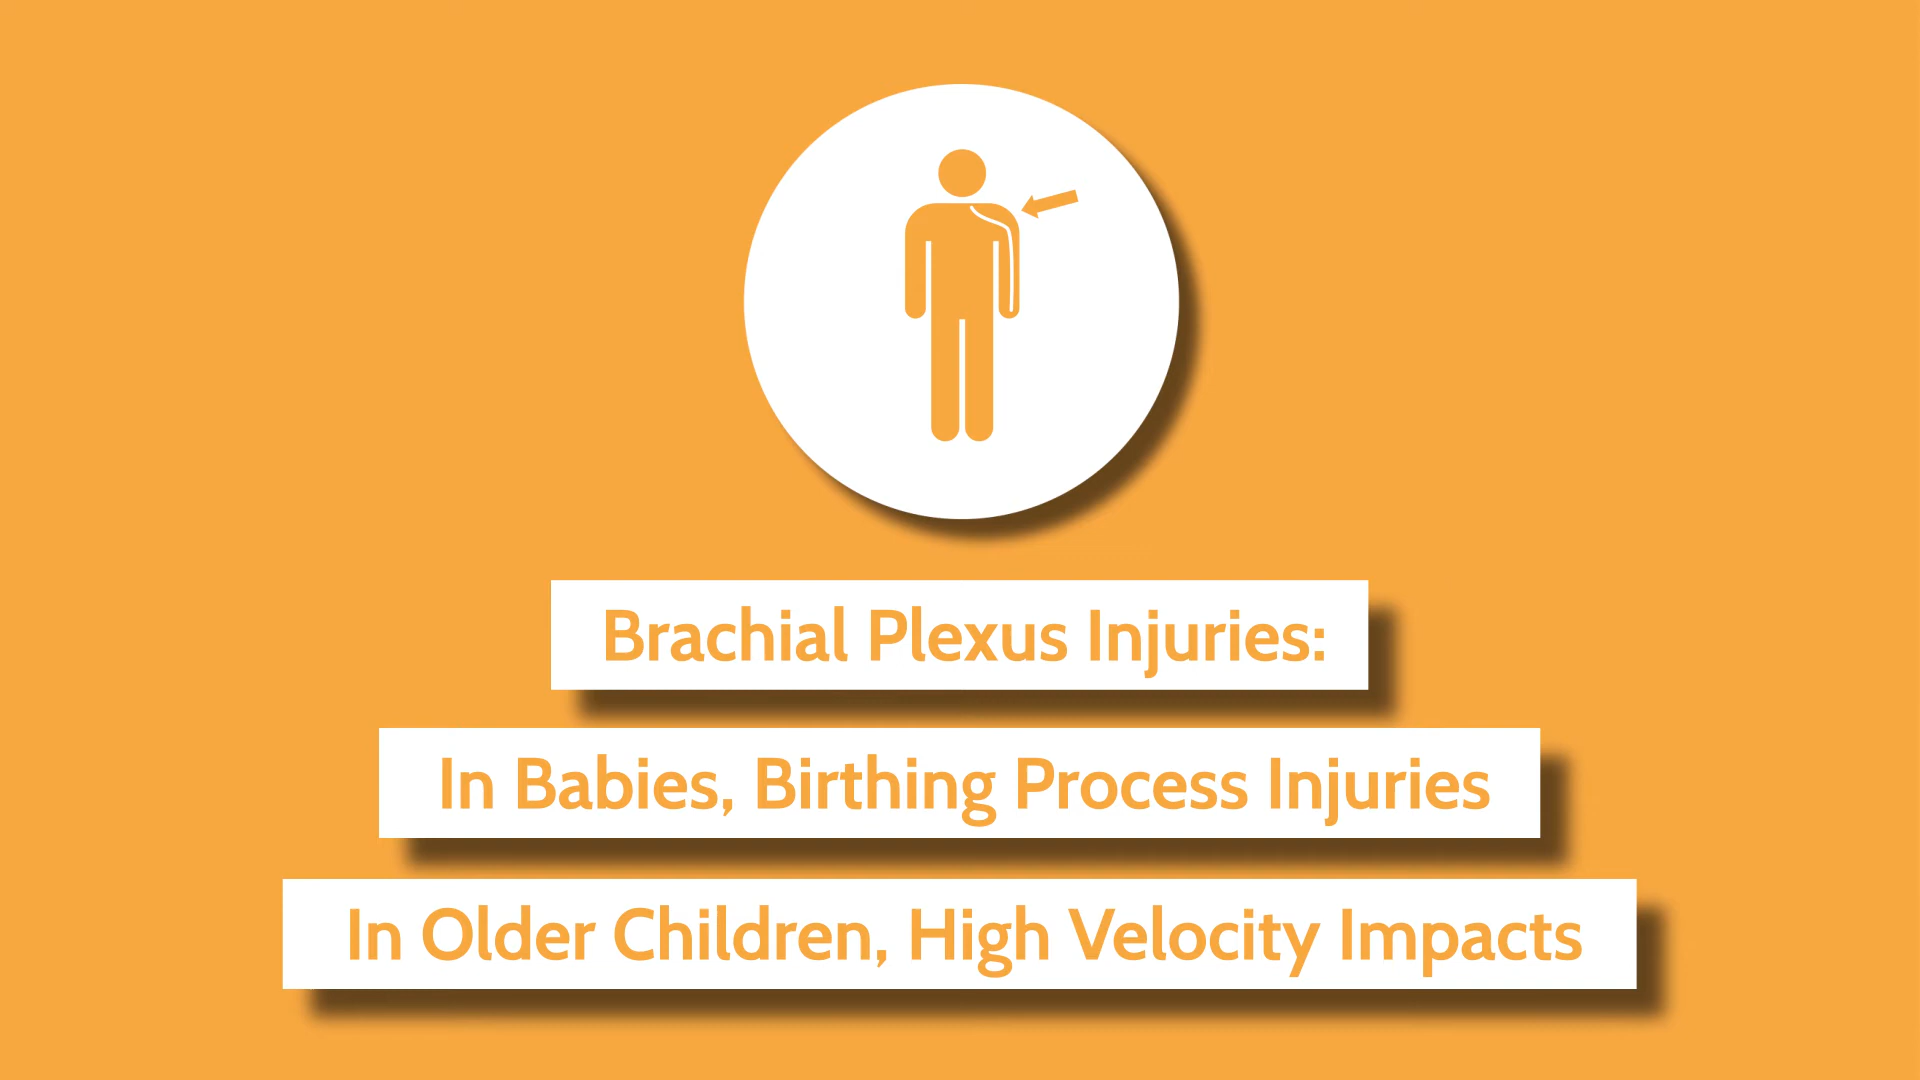 Brachial Plexus Injuries:
In Babies, Birthing Process Injuries
In Older Children, High Velocity Impacts